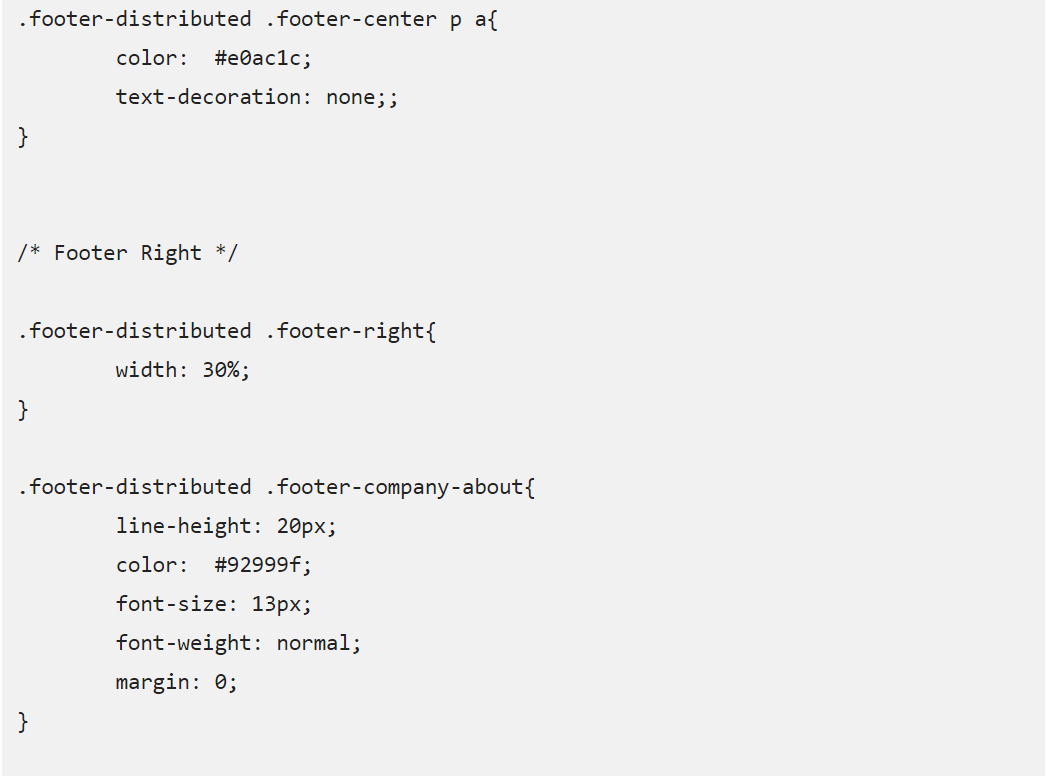 .footer-distributed .footer-center p a{
        color:  #e0ac1c;
        text-decoration: none;;
}
/* Footer Right */
.footer-distributed .footer-right{
        width: 30%;
}
.footer-distributed .footer-company-about{
        line-height: 20px;
        color:  #92999f;
        font-size: 13px;
        font-weight: normal;
        margin: 0;
}